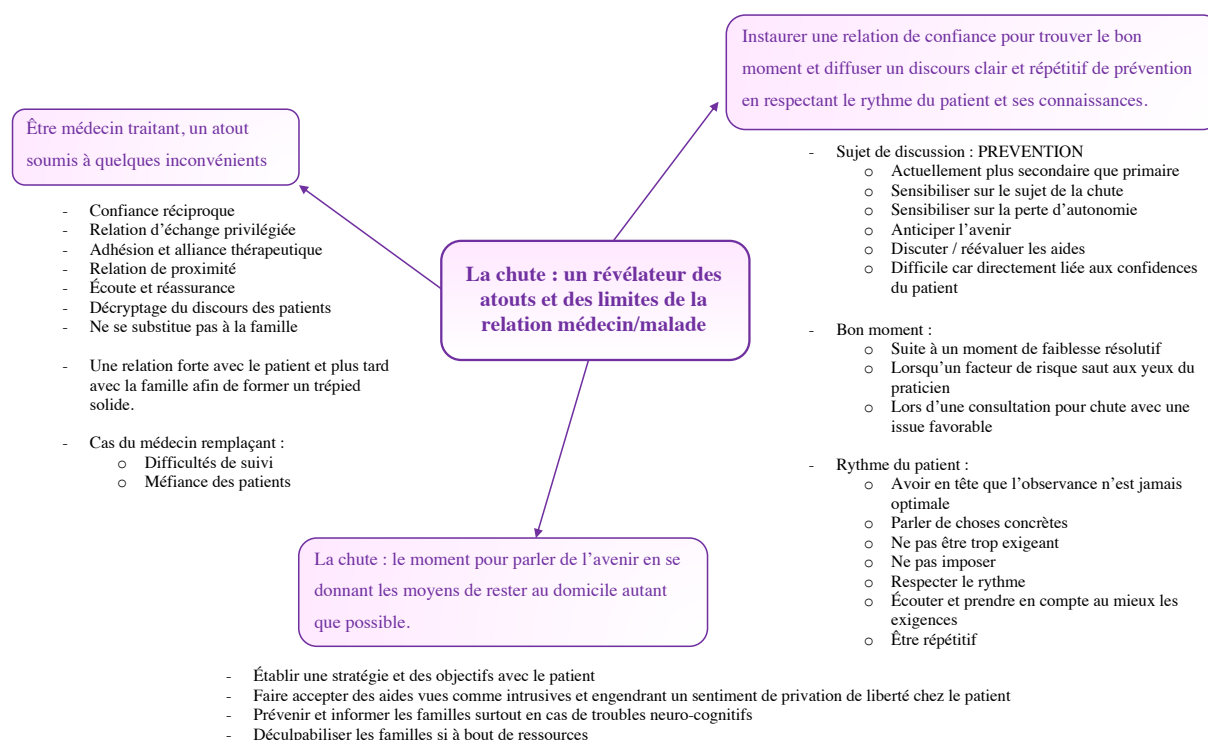 Instaurer une relation de confiance pour trouver le bon
moment et diffuser un discours clair et répétitif de prévention
en respectant le rythme du patient et ses connaissances.
Être médecin traitant, un atout
soumis à quelques inconvénients
- Confiance réciproque
- Relation d’échange privilégiée
- Adhésion et alliance thérapeutique
- Relation de proximité
- Écoute et réassurance
- Décryptage du discours des patients
- Ne se substitue pas à la famille
- Une relation forte avec le patient et plus tard
avec la famille afin de former un trépied
solide.
- Cas du médecin remplaçant :
o Difficultés de suivi
o Méfiance des patients
La chute : un révélateur des
atouts et des limites de la
relation médecin/malade
- Sujet de discussion : PREVENTION
o Actuellement plus secondaire que primaire
o Sensibiliser sur le sujet de la chute
o Sensibiliser sur la perte d’autonomie
o Anticiper l’avenir
o Discuter / réévaluer les aides
o Difficile car directement liée aux confidences
du patient
- Bon moment :
o Suite à un moment de faiblesse résolutif
o Lorsqu’un facteur de risque saut aux yeux du
praticien
o Lors d’une consultation pour chute avec une
issue favorable
- Rythme du patient :
o Avoir en tête que l’observance n’est jamais
optimale
o Parler de choses concrètes
o Ne pas être trop exigeant
o Ne pas imposer
o Respecter le rythme
o Écouter et prendre en compte au mieux les
exigences
o Être répétitif
La chute : le moment pour parler de l’avenir en se
donnant les moyens de rester au domicile autant
que possible.
- Établir une stratégie et des objectifs avec le patient
- Faire accepter des aides vues comme intrusives et engendrant un sentiment de privation de liberté chez le patient
- Prévenir et informer les familles surtout en cas de troubles neuro-cognitifs
- Déculpabiliser les familles si à bout de ressources